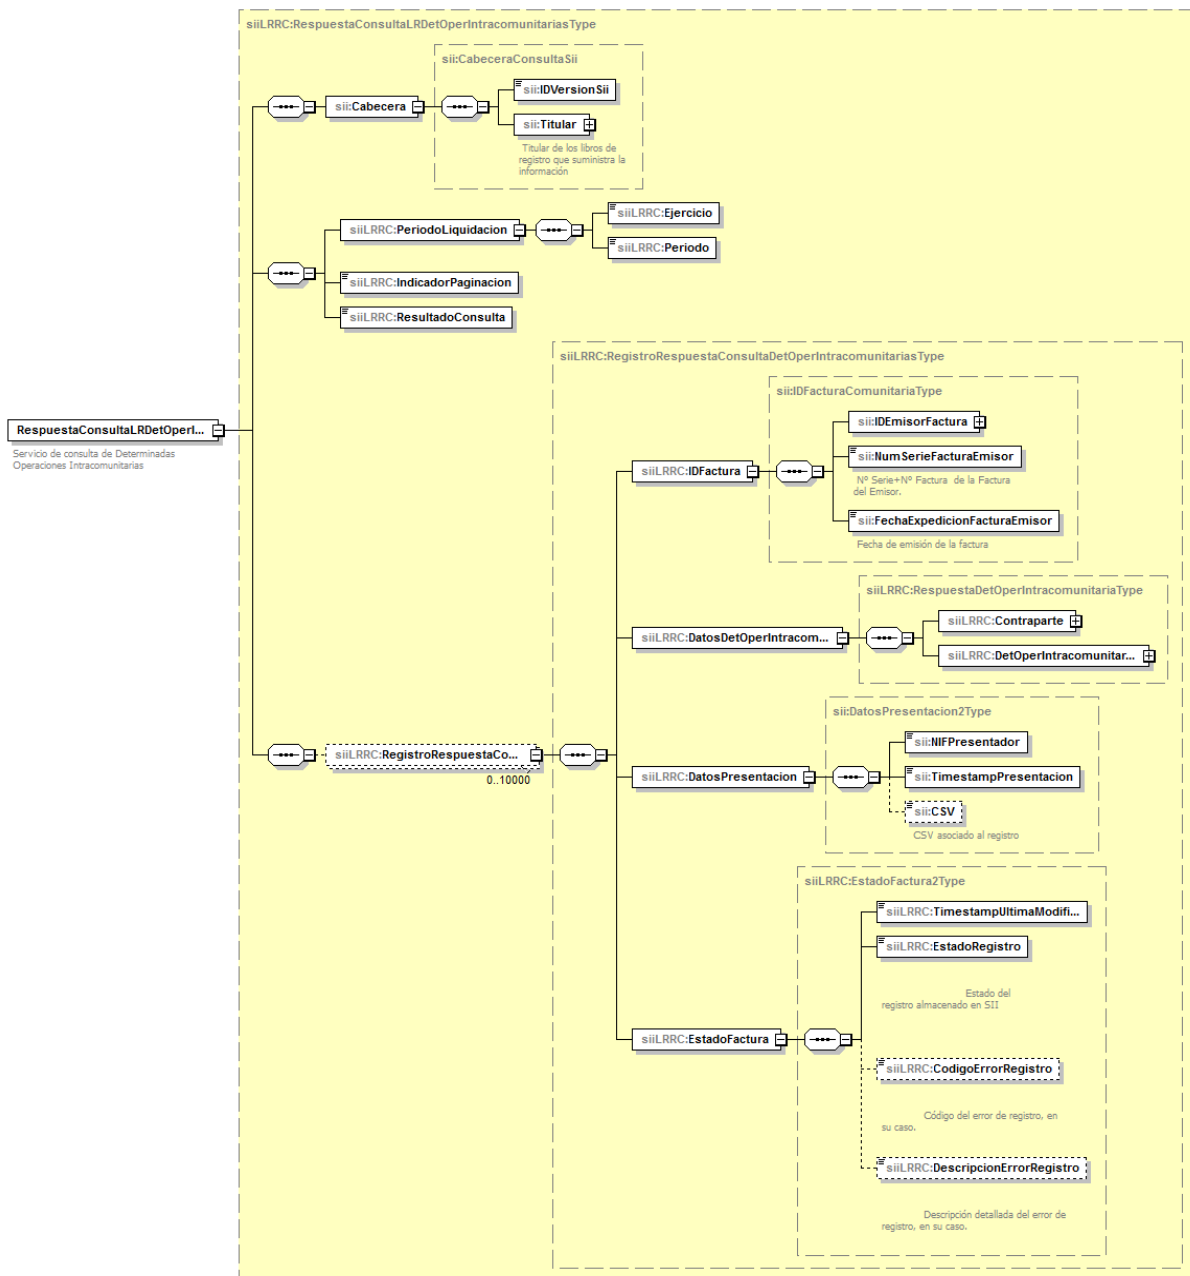 siiLRRC:RespuestaConsultaLRDetOperIntracomunitariasType
sii:CabeceraConsultaSii
sii:IDVersionSii
sii:Cabecera
sii:Titular
Titular de los libros de
registro que suministra la
información
siiLRRC:Ejercicio
siiLRRC:PeriodoLiquidacion
siiLRRC:Periodo
siiLRRC:IndicadorPaginacion
siiLRRC:ResultadoConsulta
siiLRRC:RegistroRespuestaConsultaDetOperIntracomunitariasType
sii:IDFacturaComunitariaType
sii:IDEmisorFactura
RespuestaConsultaLRDetOperI...
Servicio de consulta de Determinadas
Operaciones Intracomunitarias
siiLRRC:IDFactura
sii:NumSerieFacturaEmisor
Nº Serie+Nº Factura de la Factura
del Emisor.
sii:FechaExpedicionFacturaEmisor
Fecha de emisión de la factura
siiLRRC:RespuestaDetOperIntracomunitariaType
siiLRRC:Contraparte
siiLRRC:DatosDetOperIntracom...
siiLRRC:DetOperIntracomunitar...
sii:DatosPresentacion2Type
sii:NIFPresentador
siiLRRC:RegistroRespuestaCo...
0..10000
siiLRRC:DatosPresentacion
sii:TimestampPresentacion
sii:CSV
CSV asociado al registro
siiLRRC:EstadoFactura2Type
siiLRRC:TimestampUltimaModifi...
siiLRRC:EstadoRegistro
Estado del
registro almacenado en SII
siiLRRC:EstadoFactura
siiLRRC:CodigoErrorRegistro
Código del error de registro, en
su caso.
siiLRRC:DescripcionErrorRegistro
Descripción detallada del error de
registro, en su caso.